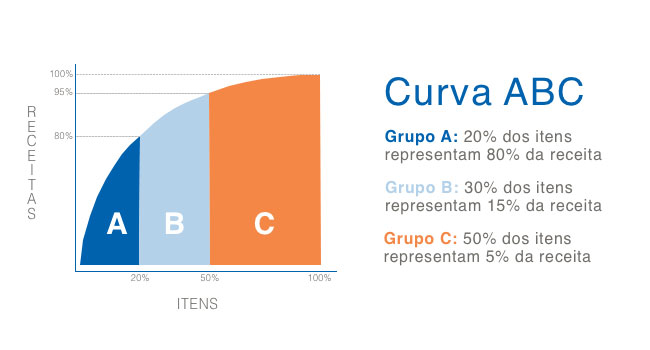 100%
95%
80%
RECEITAS
A
B
C
20%
50%
100%
ITENS
Curva ABC
Grupo A: 20% dos itens
representam 80% da receita
Grupo B: 30% dos itens
representam 15% da receita
Grupo C: 50% dos itens
representam 5% da receita